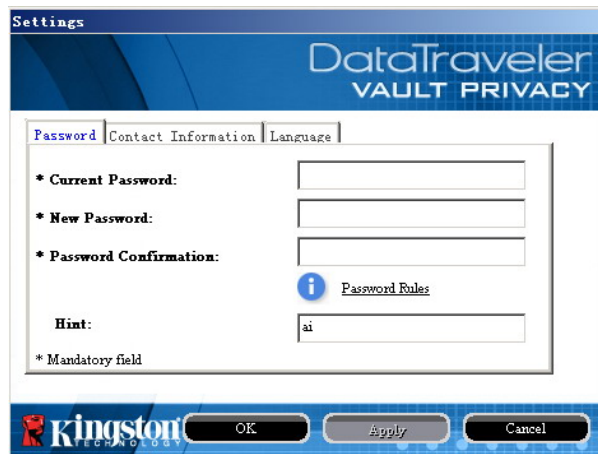 Settings
DataTraveler
VAULT PRIVACY
Password Contact Information Language
* Current Password:
* New Password:
* Password Confirmation:
i Password Rules
Hint: ai
* Mandatory field
Kingston OK Apply Cancel
TECHNOLOGY